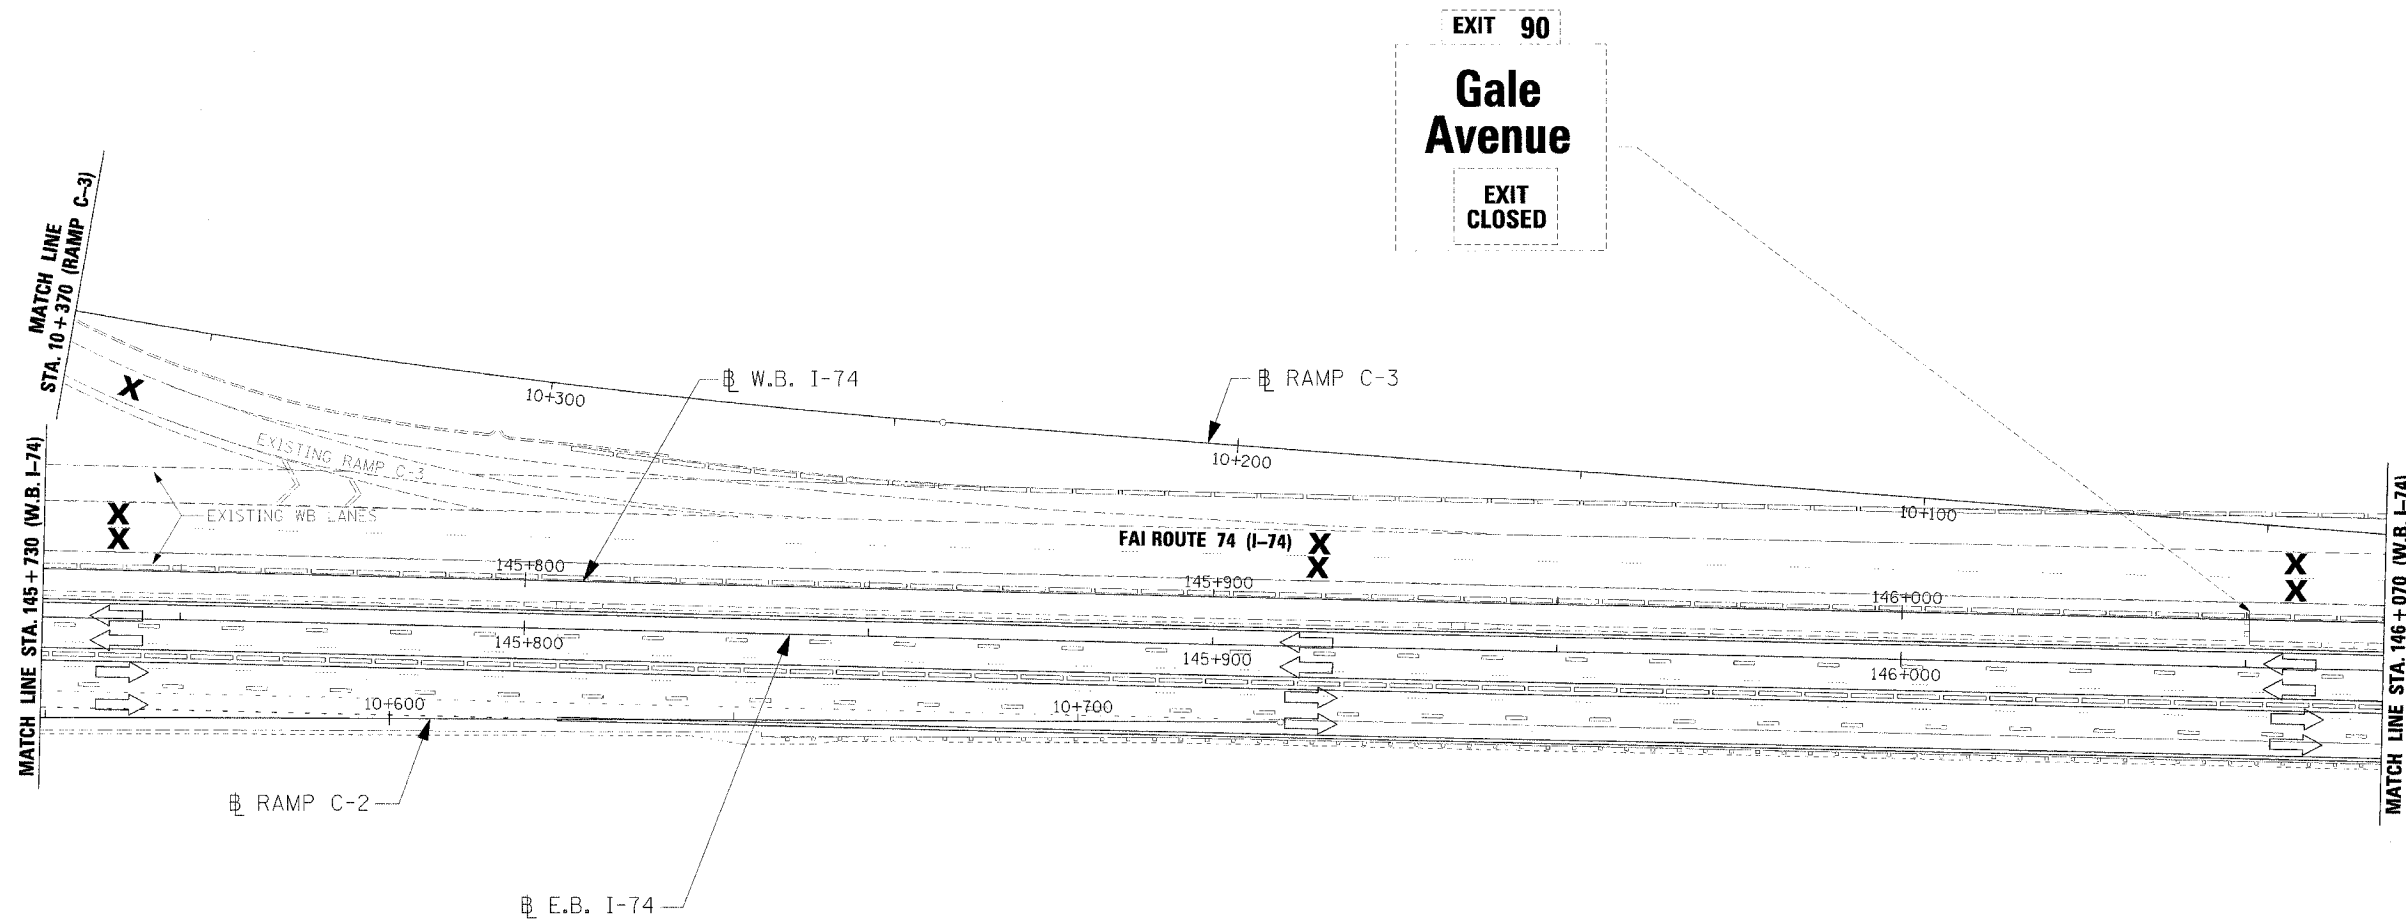 EXIT 90
Gale
Avenue
EXIT
CLOSED
MATCH LINE
STA. 10+370 (RAMP C-3)
℄ W.B. I-74
℄ RAMP C-3
10+300
10+200
10+100
EXISTING RAMP C-3
X
MATCH LINE STA. 145+730 (W.B. I-74)
X
X
EXISTING WB LANES
FAI ROUTE 74 (I-74)
X
X
X
X
145+800
145+900
146+000
145+800
145+900
146+000
10+600
10+700
℄ RAMP C-2
℄ E.B. I-74
MATCH LINE STA. 146+070 (W.B. I-74)